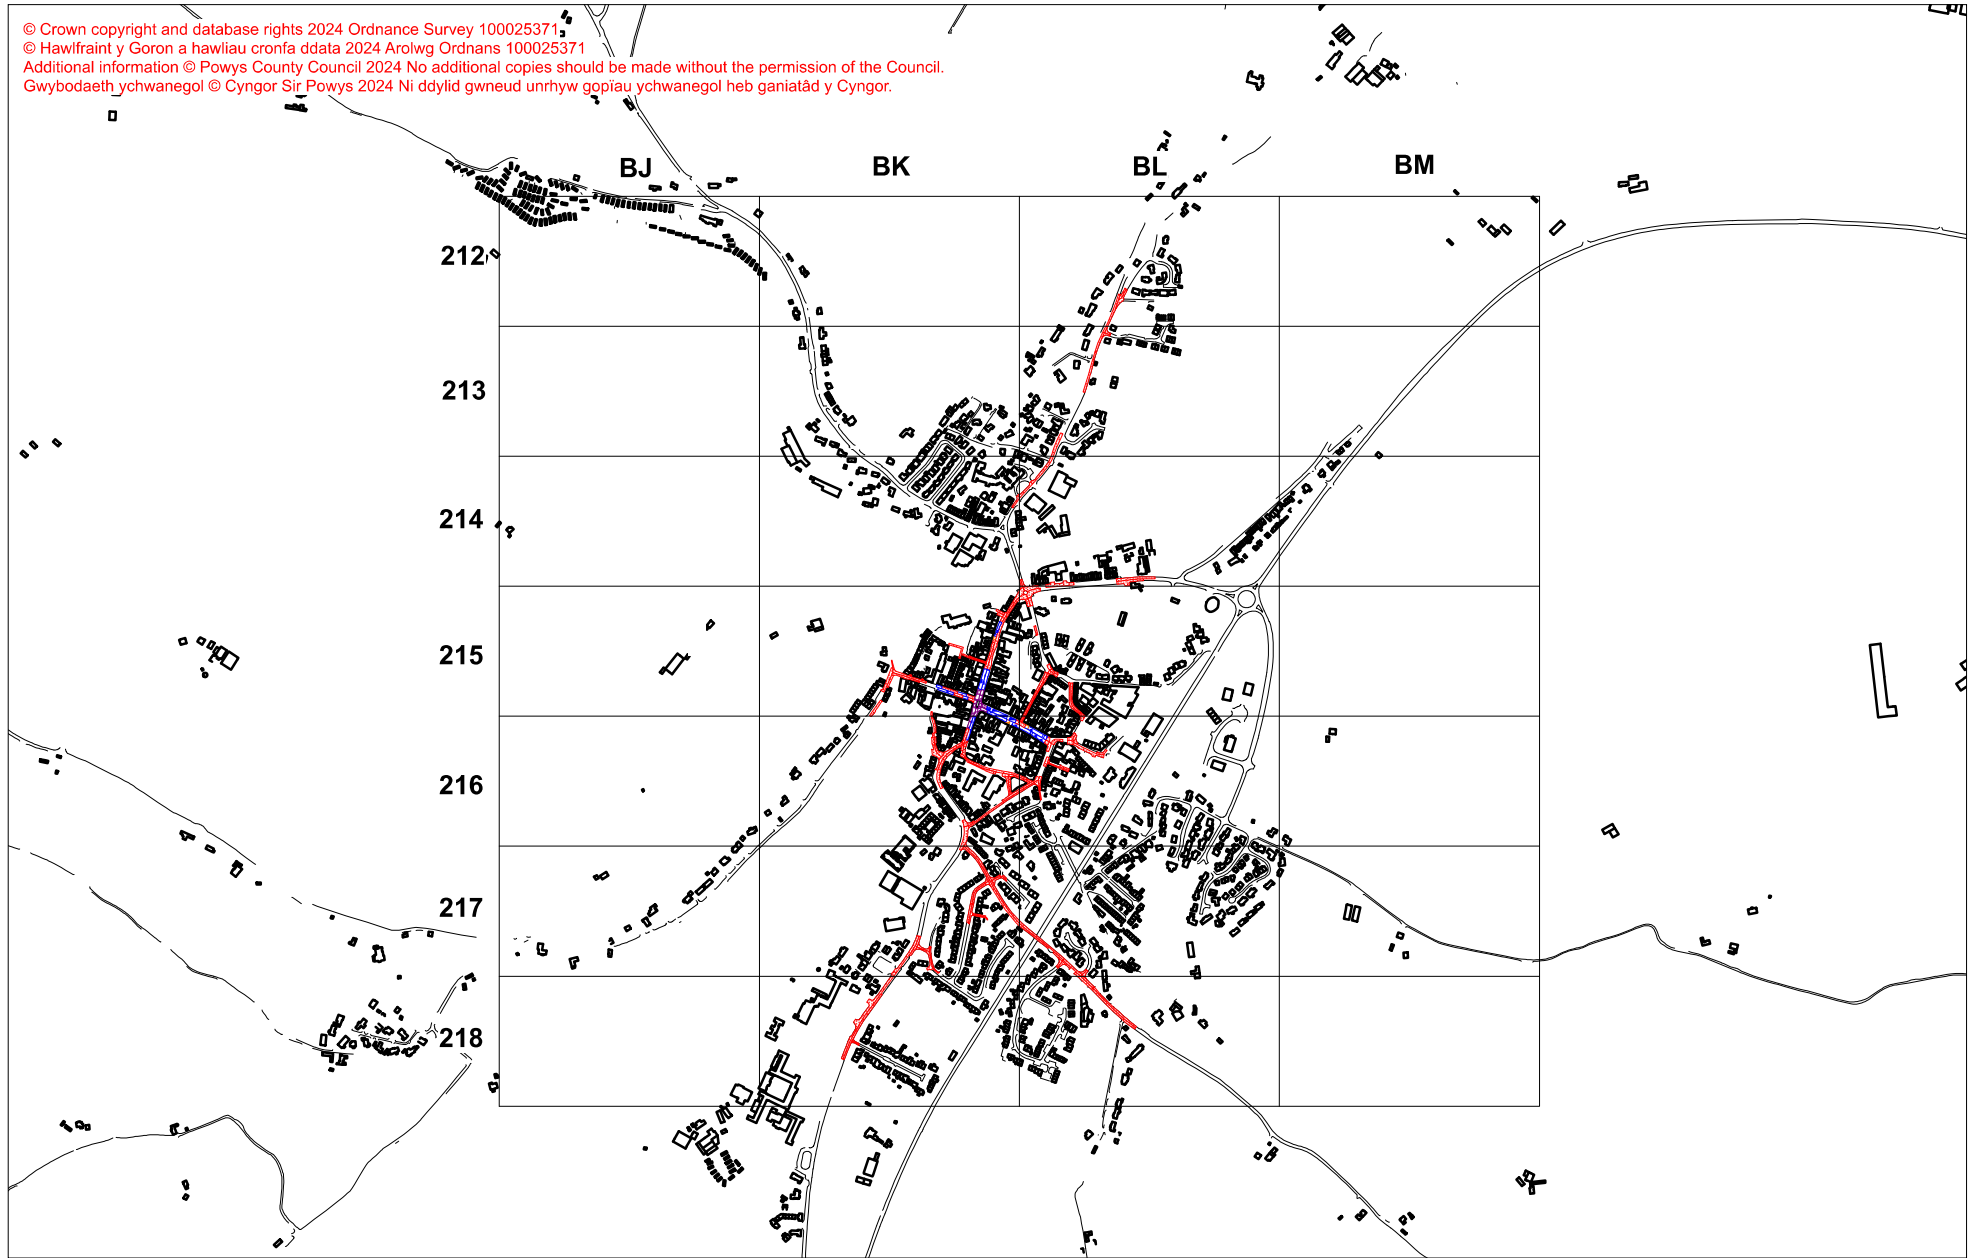 © Crown copyright and database rights 2024 Ordnance Survey 100025371
© Hawlfraint y Goron a hawliau cronfa ddata 2024 Arolwg Ordnans 100025371
Additional information © Powys County Council 2024 No additional copies should be made without the permission of the Council.
Gwybodaeth ychwanegol © Cyngor Sir Powys 2024 Ni ddylid gwneud unrhyw gopïau ychwanegol heb ganiatâd y Cyngor.
BJ BK BL BM
212
213
214
215
216
217
218